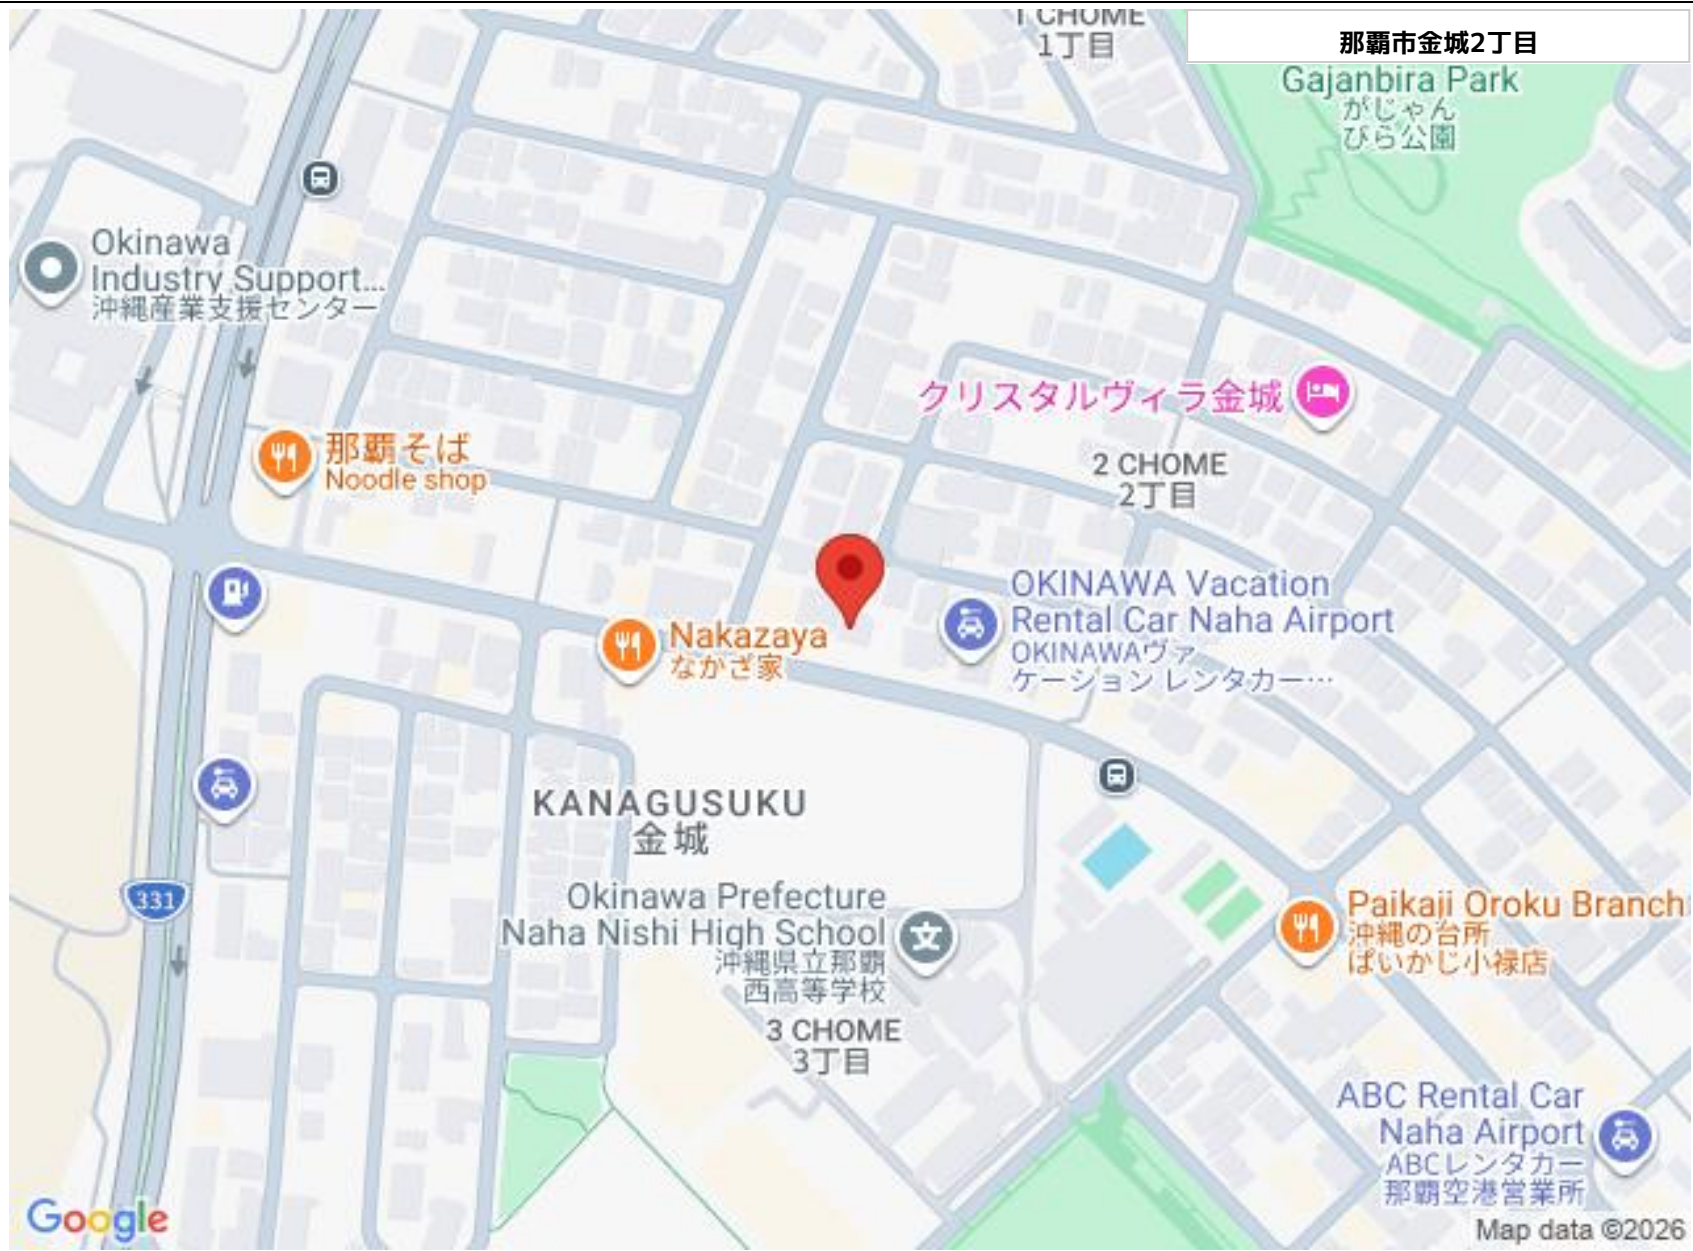 1 CHOME
1丁目
那覇市金城2丁目
Gajanbira Park
がじゃん
びら公園
Okinawa
Industry Support...
沖縄産業支援センター
クリスタルヴィラ金城
那覇そば
Noodle shop
2 CHOME
2丁目
OKINAWA Vacation
Rental Car Naha Airport
OKINAWAヴァ
ケーション レンタカー…
Nakazaya
なかざ家
KANAGUSUKU
金城
331
Okinawa Prefecture
Naha Nishi High School
沖縄県立那覇
西高等学校
文
Paikaji Oroku Branch
沖縄の台所
ぱいかじ小禄店
3 CHOME
3丁目
ABC Rental Car
Naha Airport
ABCレンタカー
那覇空港営業所
Google
Map data ©2026